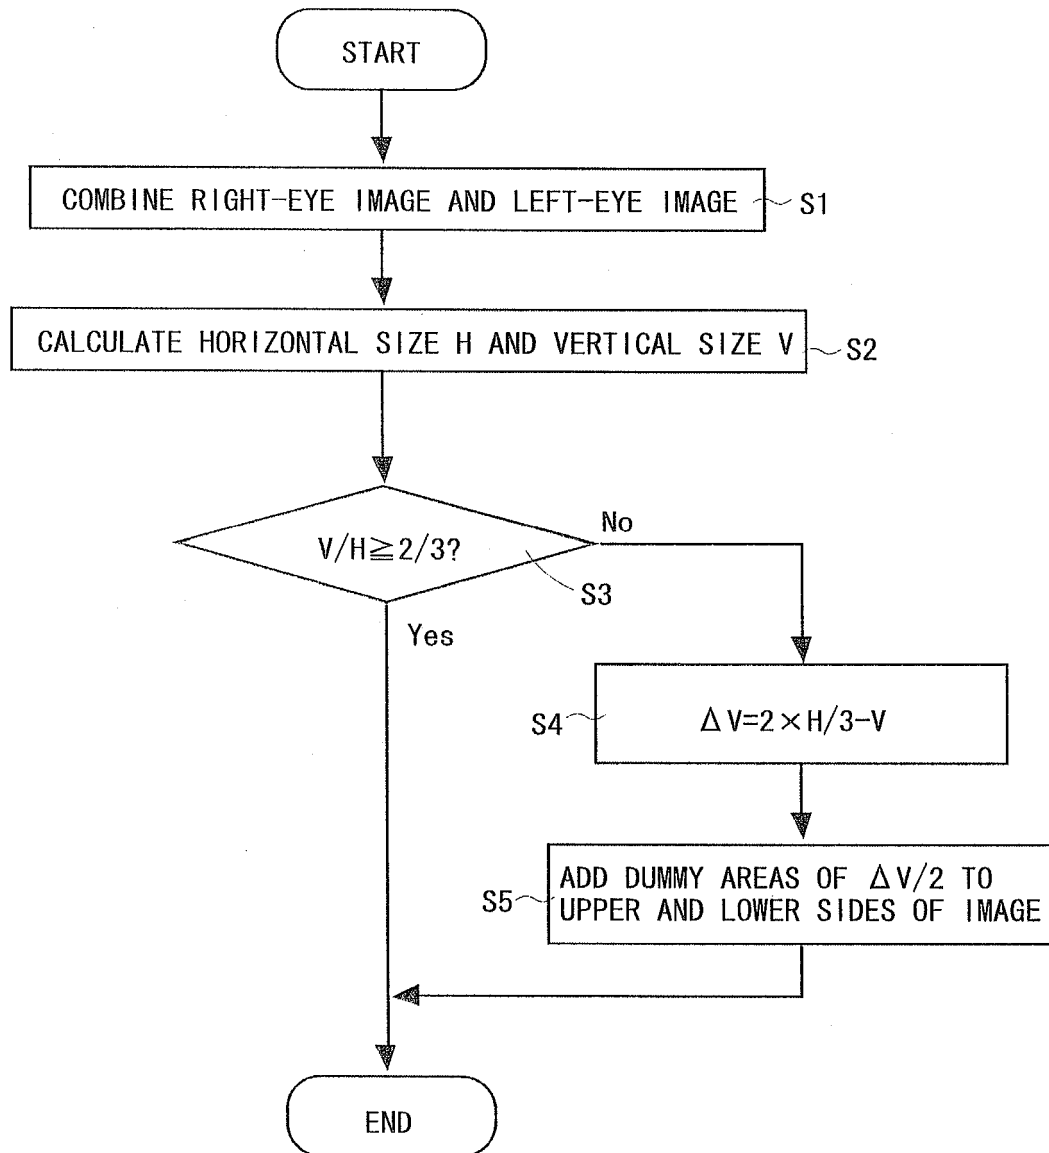 START
COMBINE RIGHT-EYE IMAGE AND LEFT-EYE IMAGE
S1
CALCULATE HORIZONTAL SIZE H AND VERTICAL SIZE V
S2
V/H≧2/3?
No
S3
Yes
S4
ΔV=2×H/3-V
S5
ADD DUMMY AREAS OF ΔV/2 TO
UPPER AND LOWER SIDES OF IMAGE
END